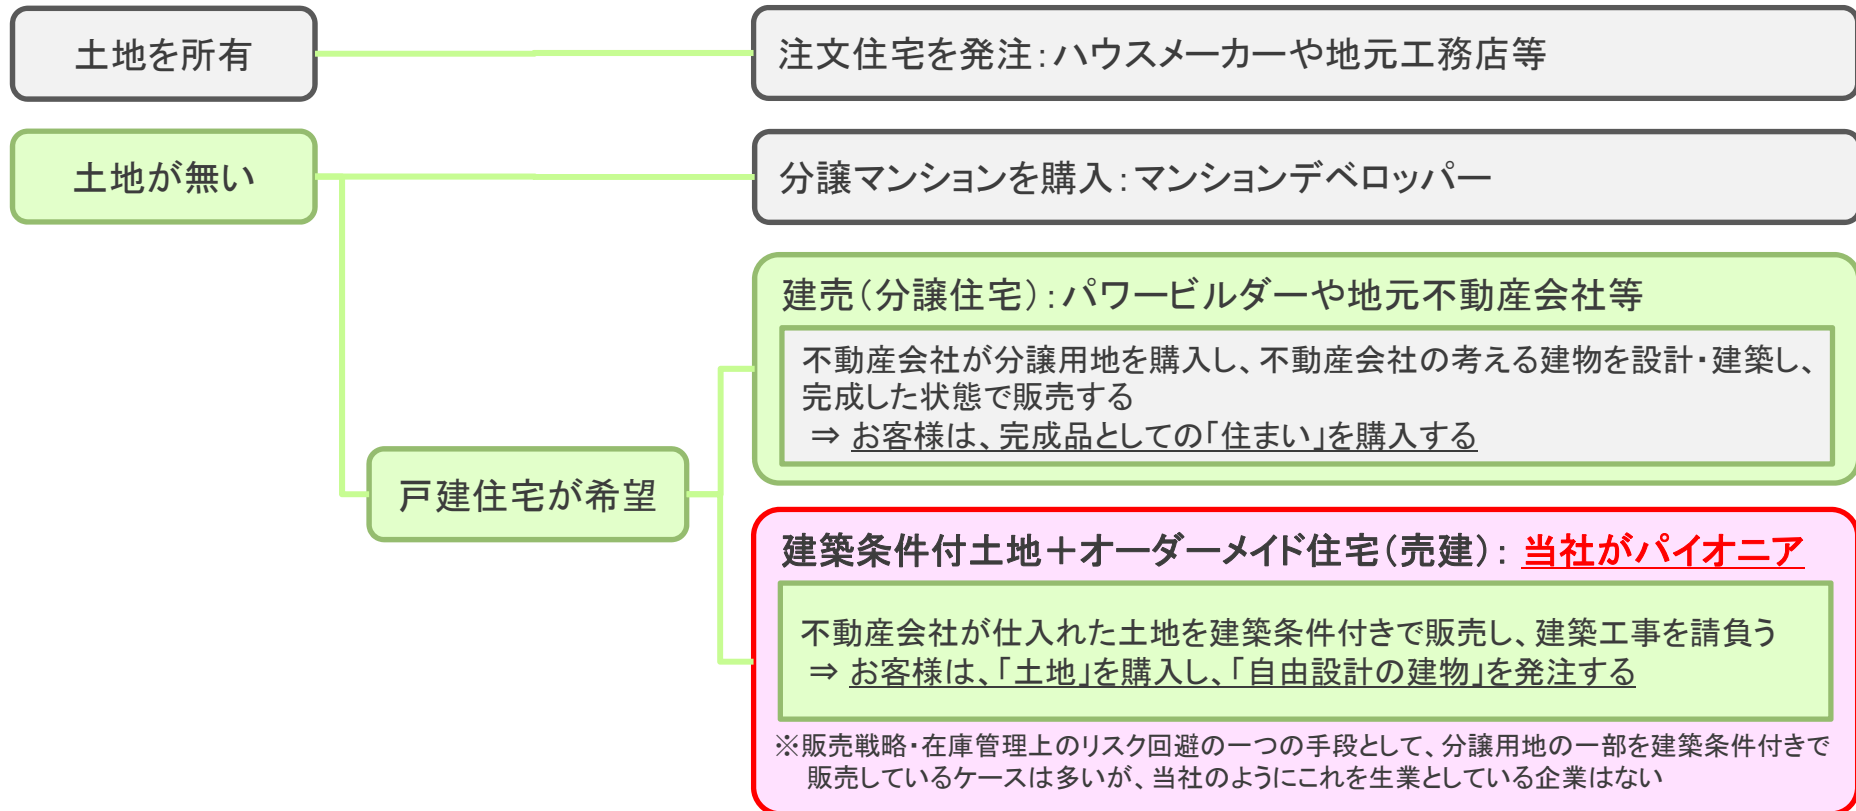 土地を所有
注文住宅を発注：ハウスメーカーや地元工務店等
土地が無い
分譲マンションを購入：マンションデベロッパー
建売（分譲住宅）：パワービルダーや地元不動産会社等
不動産会社が分譲用地を購入し、不動産会社の考える建物を設計・建築し、
完成した状態で販売する
⇒ お客様は、完成品としての「住まい」を購入する
戸建住宅が希望
建築条件付土地＋オーダーメイド住宅（売建）： 当社がパイオニア
不動産会社が仕入れた土地を建築条件付きで販売し、建築工事を請負う
⇒ お客様は、「土地」を購入し、「自由設計の建物」を発注する
※販売戦略・在庫管理上のリスク回避の一つの手段として、分譲用地の一部を建築条件付きで
販売しているケースは多いが、当社のようにこれを生業としている企業はない